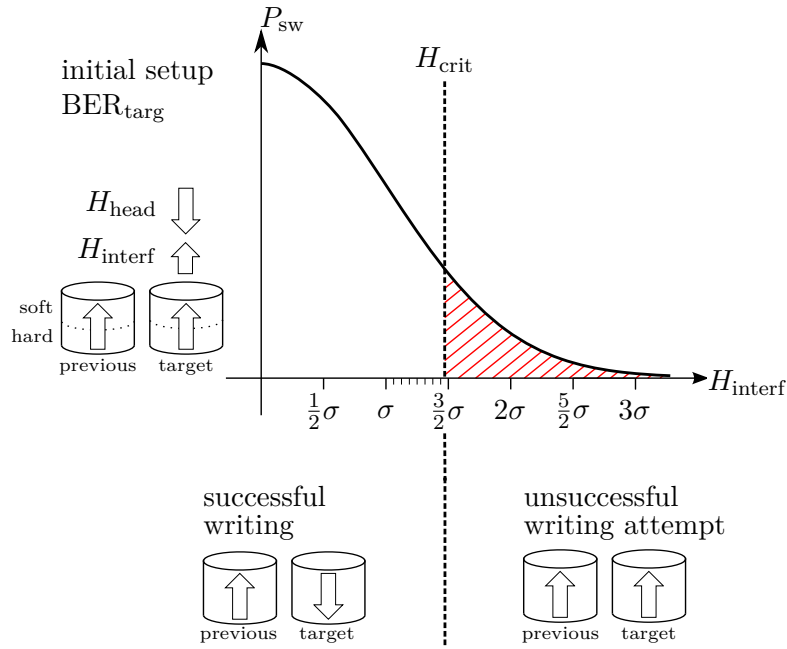 P_sw
initial setup
BER_targ
H_crit
H_head
H_interf
soft
hard
previous target
H_interf
1/2σ σ 3/2σ 2σ 5/2σ 3σ
successful
writing
previous target
unsuccessful
writing attempt
previous target